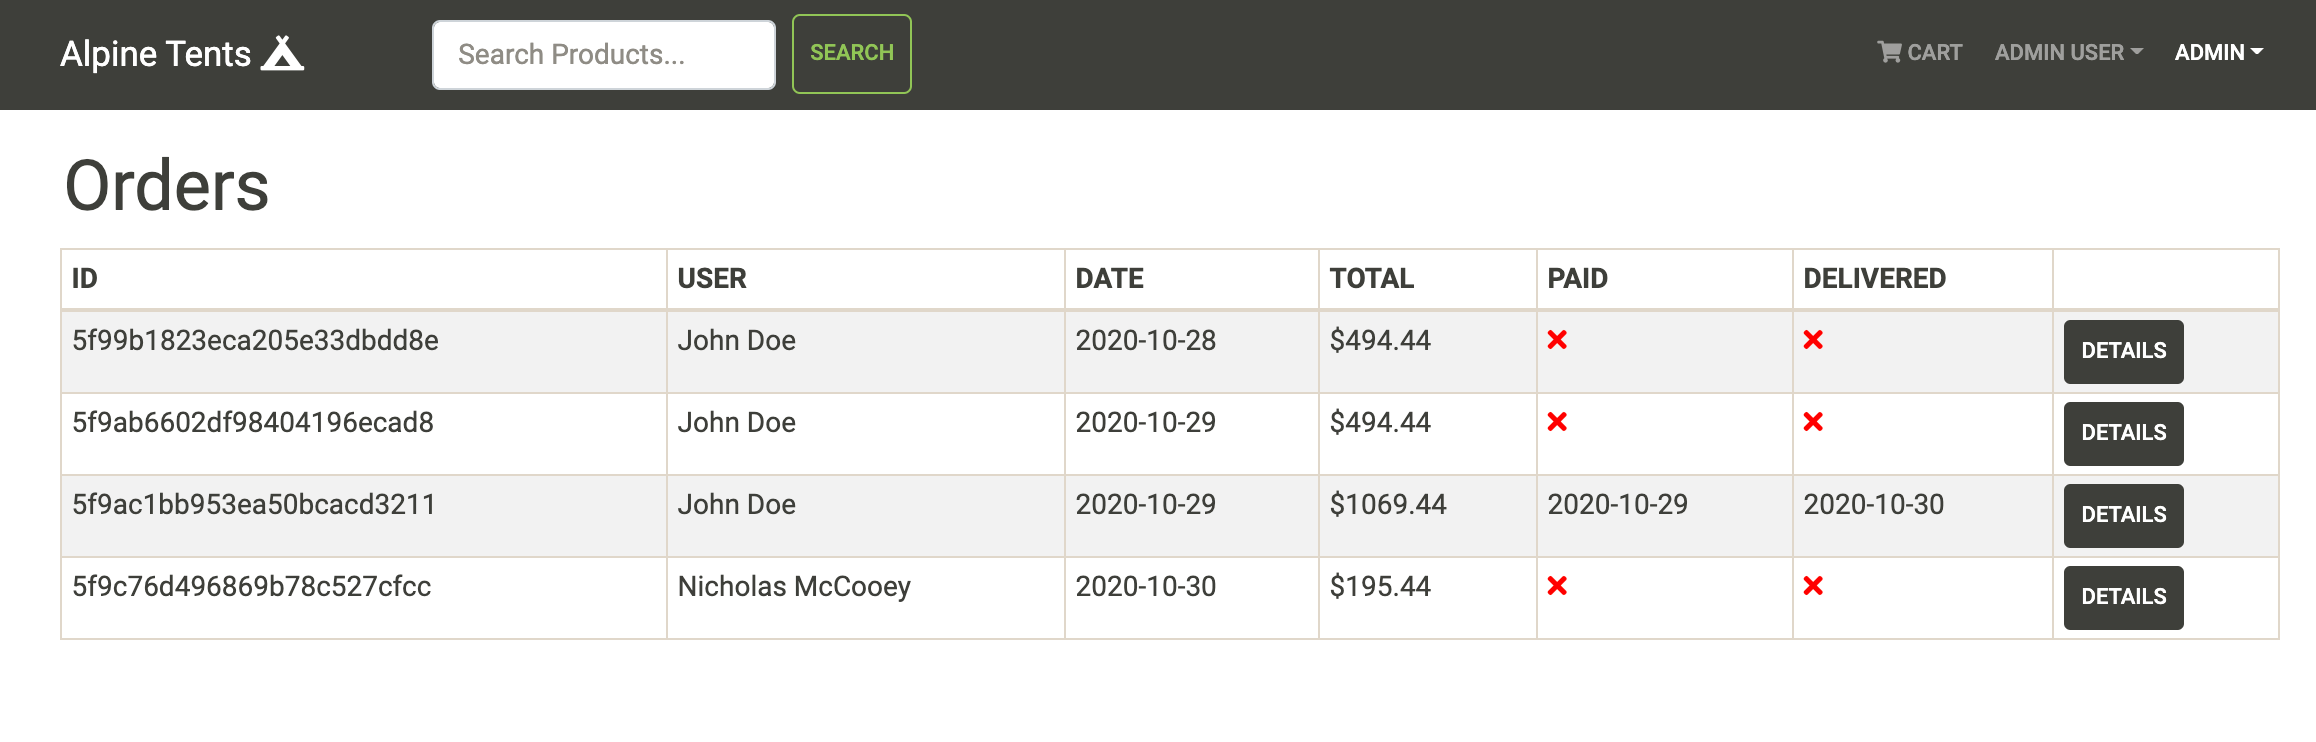 Alpine Tents Search Products... SEARCH CART ADMIN USER ADMIN
Orders
ID USER DATE TOTAL PAID DELIVERED
5f99b1823eca205e33dbdd8e John Doe 2020-10-28 $494.44 DETAILS
5f9ab6602df98404196ecad8 John Doe 2020-10-29 $494.44 DETAILS
5f9ac1bb953ea50bcacd3211 John Doe 2020-10-29 $1069.44 2020-10-29 2020-10-30 DETAILS
5f9c76d496869b78c527cfcc Nicholas McCooey 2020-10-30 $195.44 DETAILS